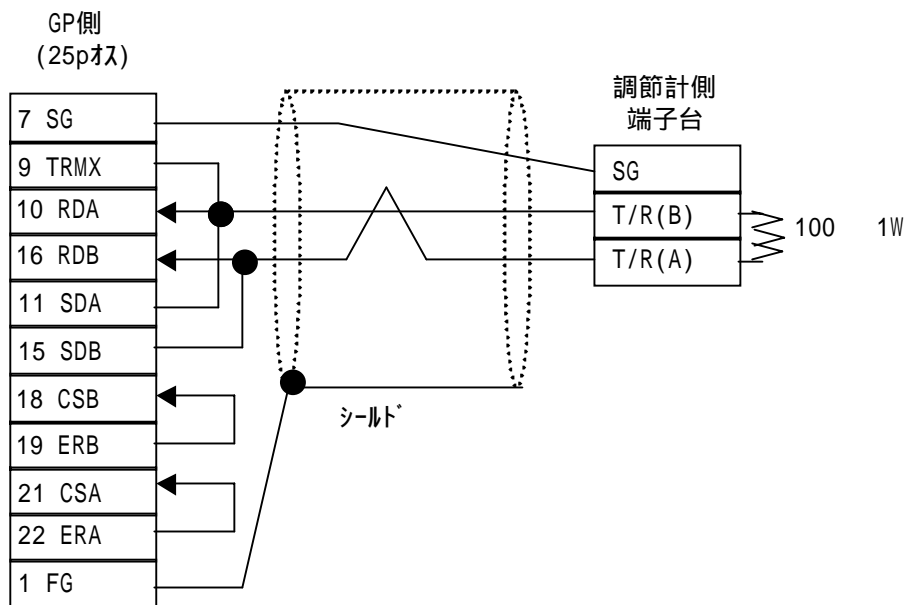 GP側
(25pｵｽ)
調節計側
端子台
7 SG
9 TRMX
10 RDA
16 RDB
11 SDA
15 SDB
18 CSB
19 ERB
21 CSA
22 ERA
1 FG
SG
T/R(B)
T/R(A)
100 1W
ｼｰﾙﾄﾞ